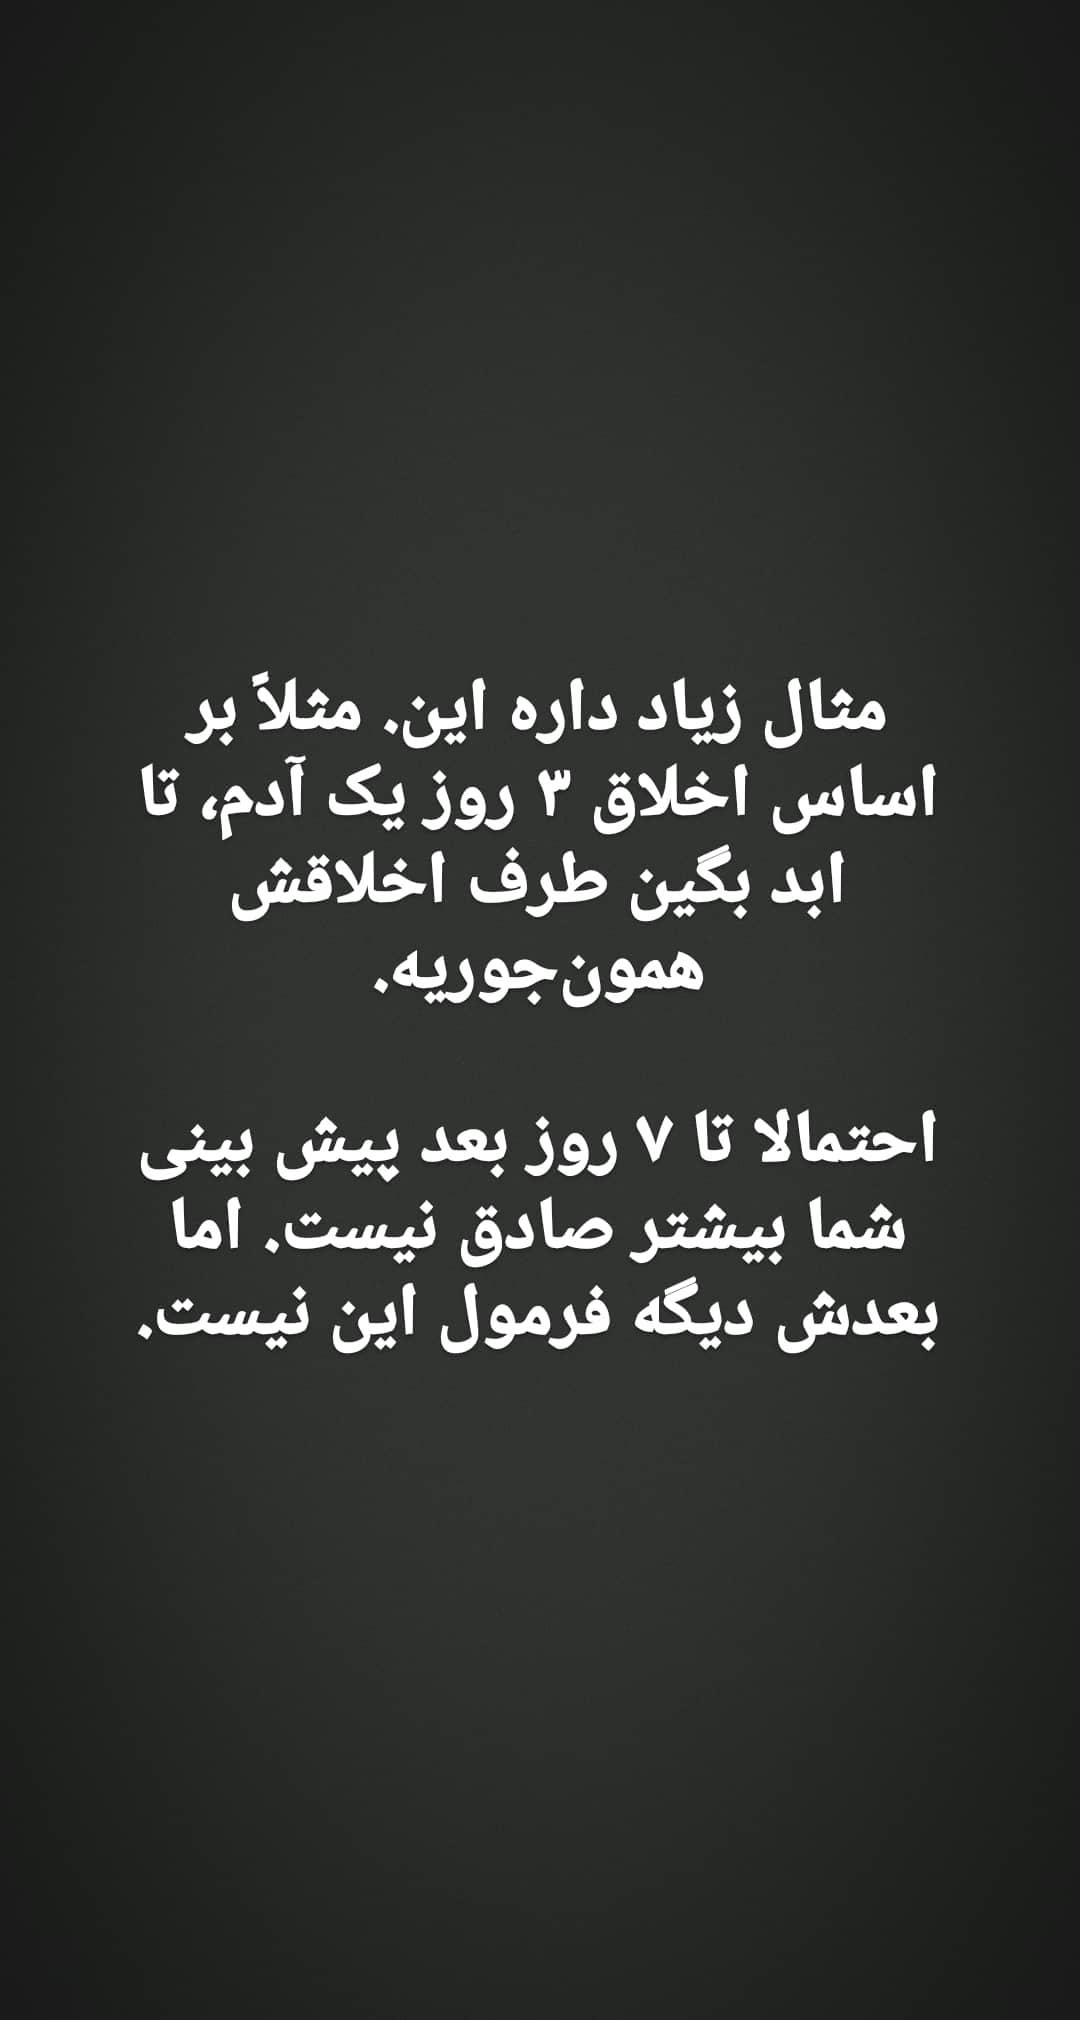 مثال زیاد داره این. مثلاً بر
اساس اخلاق ۳ روز یک آدم، تا
ابد بگین طرف اخلاقش
همون‌جوریه.
احتمالا تا ۷ روز بعد پیش بینی
شما بیشتر صادق نیست. اما
بعدش دیگه فرمول این نیست.